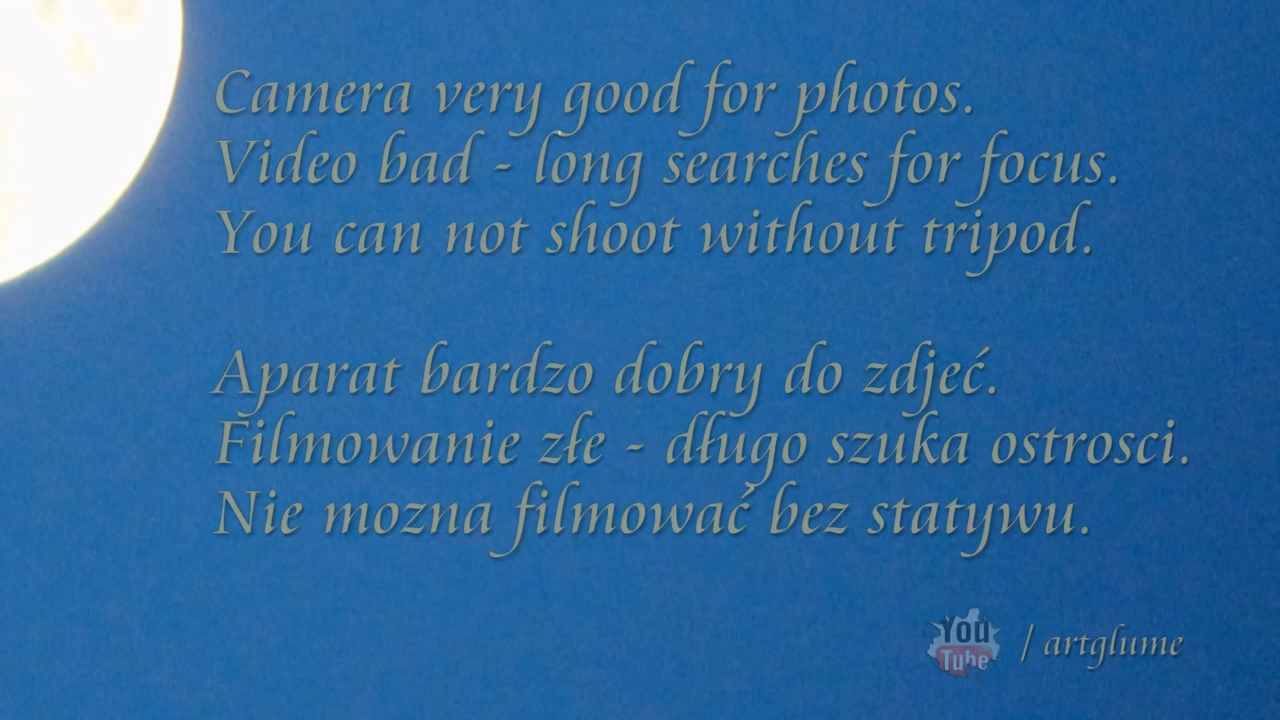 Camera very good for photos.
Video bad - long searches for focus.
You can not shoot without tripod.
Aparat bardzo dobry do zdjeć.
Filmowanie złe - długo szuka ostrosci.
Nie mozna filmować bez statywu.
You
Tube / artglume